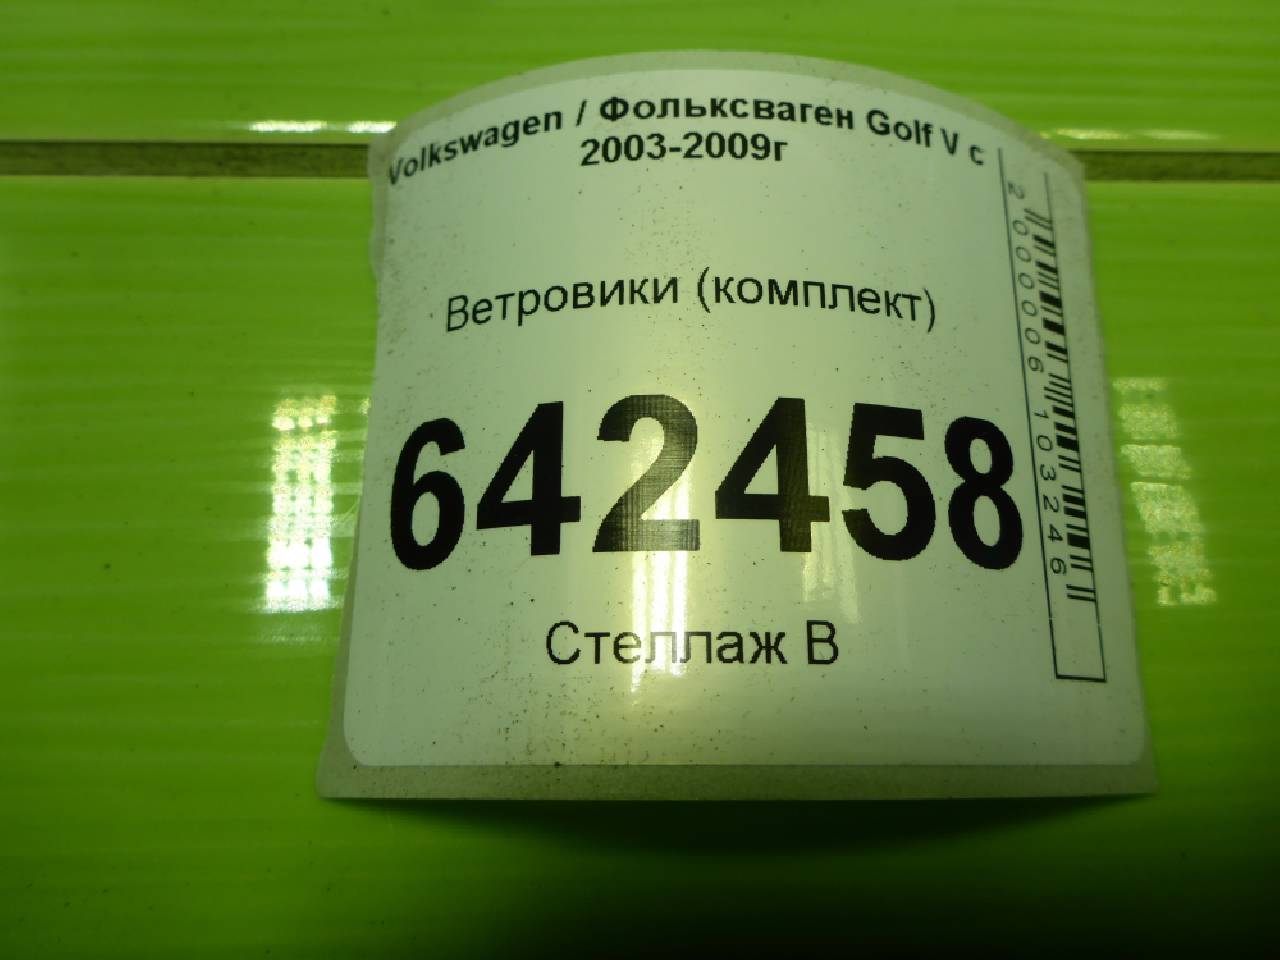 Volkswagen / Фольксваген Golf V с
2003-2009г
Ветровики (комплект)
642458
Стеллаж В
2000006103246